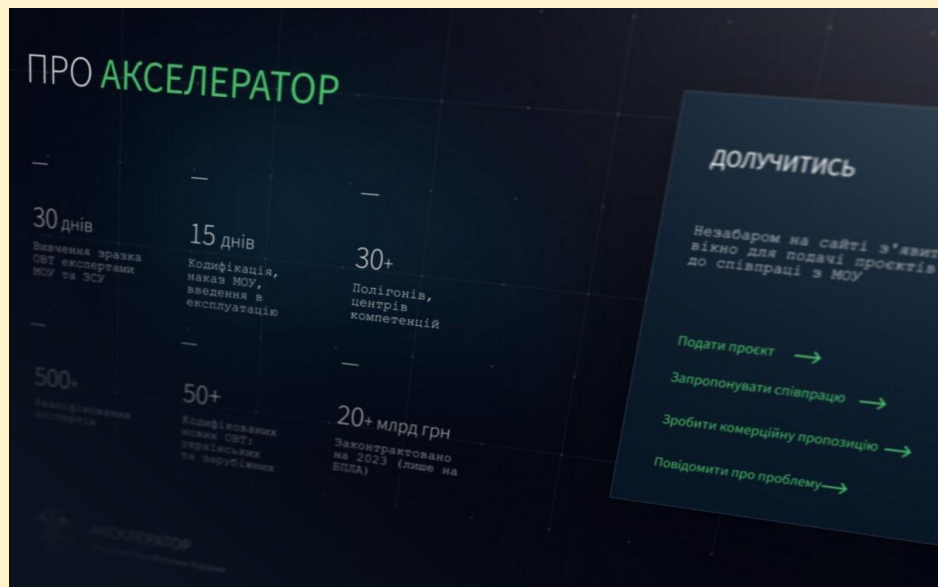 ПРО АКСЕЛЕРАТОР
30 днів
Вивчення зразка
ОВТ експертами
МОУ та ЗСУ
15 днів
Кодифікація,
наказ МОУ,
введення в
експлуатацію
30+
Полігонів,
центрів
компетенцій
500+
Кваліфікованих
експертів
50+
Кодифікованих
нових ОВТ:
українських
та зарубіжних
20+ млрд грн
Законтрактовано
на 2023 (лише на
БПЛА)
АКСЕЛЕРАТОР
ДОЛУЧИТИСЬ
Незабаром на сайті
вікно для подачі проєктів
до співпраці з МОУ
Подати проєкт
Запропонувати співпрацю
Зробити комерційну пропозицію
Повідомити про проблему